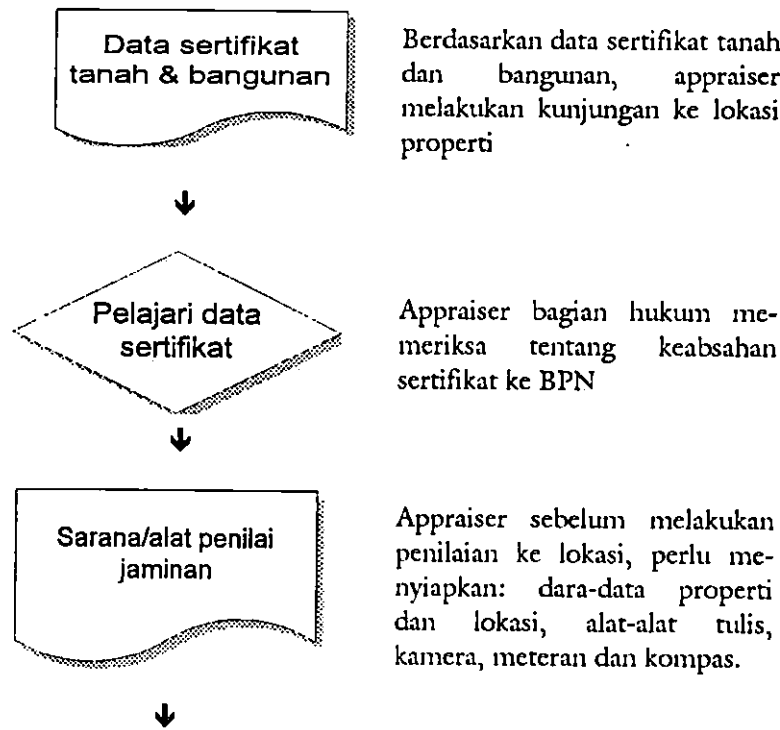 Data sertifikat
tanah & bangunan
Berdasarkan data sertifikat tanah
dan bangunan, appraiser
melakukan kunjungan ke lokasi
properti
Pelajari data
sertifikat
Appraiser bagian hukum me-
meriksa tentang keabsahan
sertifikat ke BPN
Sarana/alat penilai
jaminan
Appraiser sebelum melakukan
penilaian ke lokasi, perlu me-
nyiapkan: dara-data properti
dan lokasi, alat-alat tulis,
kamera, meteran dan kompas.